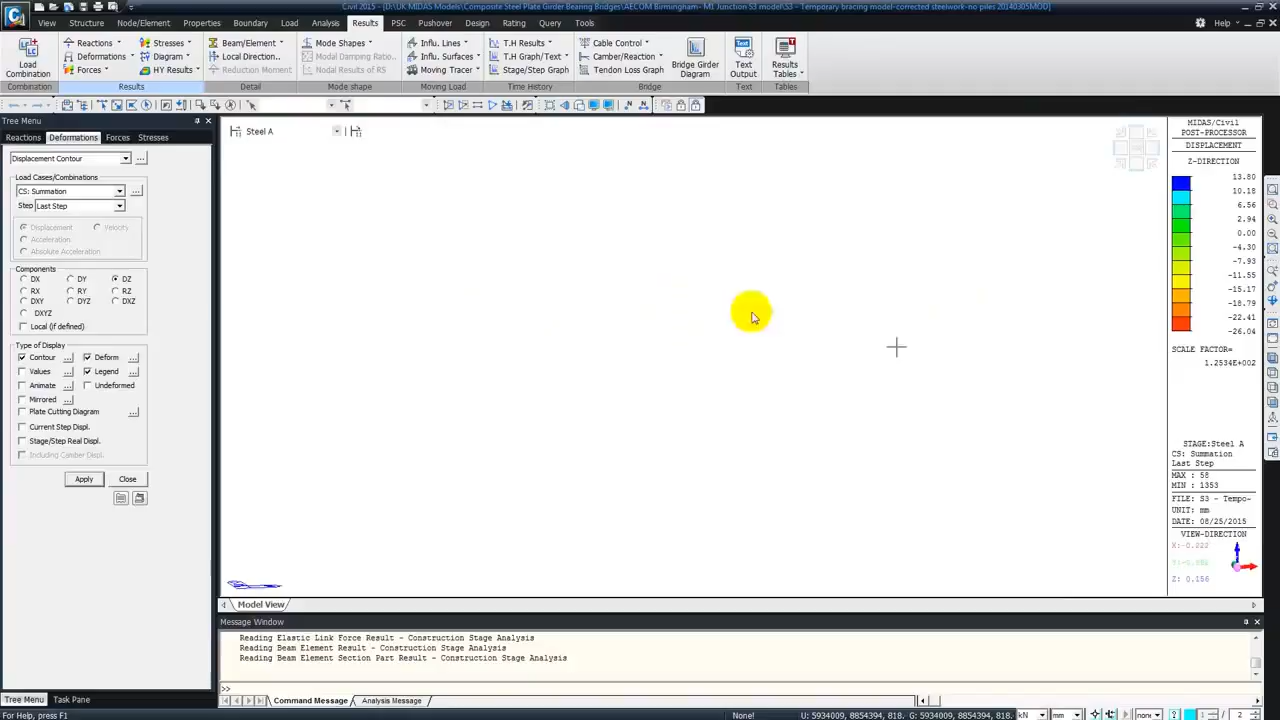 Civil 2015 - [D:\UK MIDAS Models\Composite Steel Plate Girder Bearing Bridges\AECOM Birmingham- M1 Junction S3 model\S3 - Temporary bracing model-corrected steelwork-no piles 20140305MOD]
View Structure Node/Element Properties Boundary Load Analysis Results PSC Pushover Design Rating Query Tools Help
Reactions Deformations Forces Stresses Diagram HY Results
Load Combination
Beam/Element Local Direction.. Reduction Moment
Mode Shapes Modal Damping Ratio.. Nodal Results of RS
Influ. Lines Influ. Surfaces Moving Tracer
T.H Results T.H Graph/Text Stage/Step Graph
Cable Control Camber/Reaction Tendon Loss Graph
Bridge Girder Diagram
Text Output
Results Tables
Combination Results Detail Mode shape Moving Load Time History Bridge Text Tables
Tree Menu
Reactions Deformations Forces Stresses
Displacement Contour
Load Cases/Combinations
CS: Summation
Step Last Step
Displacement Velocity
Acceleration
Absolute Acceleration
Components
DX DY DZ
RX RY RZ
DXY DYZ DXZ
DXYZ
Local (if defined)
Type of Display
Contour Deform
Values Legend
Animate Undeformed
Mirrored
Plate Cutting Diagram
Current Step Displ.
Stage/Step Real Displ.
Including Camber Displ.
Apply Close
Steel A
MIDAS/Civil
POST-PROCESSOR
DISPLACEMENT
Z-DIRECTION
13.80
10.18
6.56
2.94
0.00
-4.30
-7.93
-11.55
-15.17
-18.79
-22.41
-26.04
SCALE FACTOR=
1.2534E+002
STAGE:Steel A
CS: Summation
Last Step
MAX : 58
MIN : 1353
FILE: S3 - Tempo-
UNIT: mm
DATE: 08/25/2015
VIEW-DIRECTION
X:-0.222
Z: 0.156
Model View
Message Window
Reading Elastic Link Force Result - Construction Stage Analysis
Reading Beam Element Result - Construction Stage Analysis
Reading Beam Element Section Part Result - Construction Stage Analysis
>>
Command Message Analysis Message
Tree Menu Task Pane
For Help, press F1
None! U: 5934009, 8854394, 818. G: 5934009, 8854394, 818. kN mm none 1 / 2